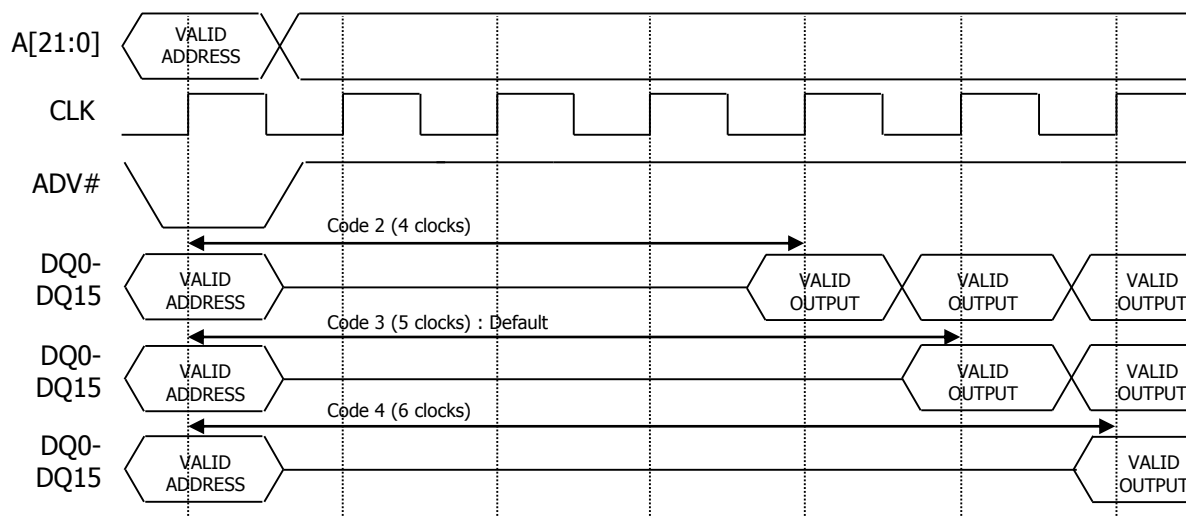 A[21:0]
VALID
ADDRESS
CLK
ADV#
Code 2 (4 clocks)
DQ0-
DQ15
VALID
ADDRESS
VALID
OUTPUT
VALID
OUTPUT
VALID
OUTPUT
Code 3 (5 clocks) : Default
DQ0-
DQ15
VALID
ADDRESS
VALID
OUTPUT
VALID
OUTPUT
Code 4 (6 clocks)
DQ0-
DQ15
VALID
ADDRESS
VALID
OUTPUT